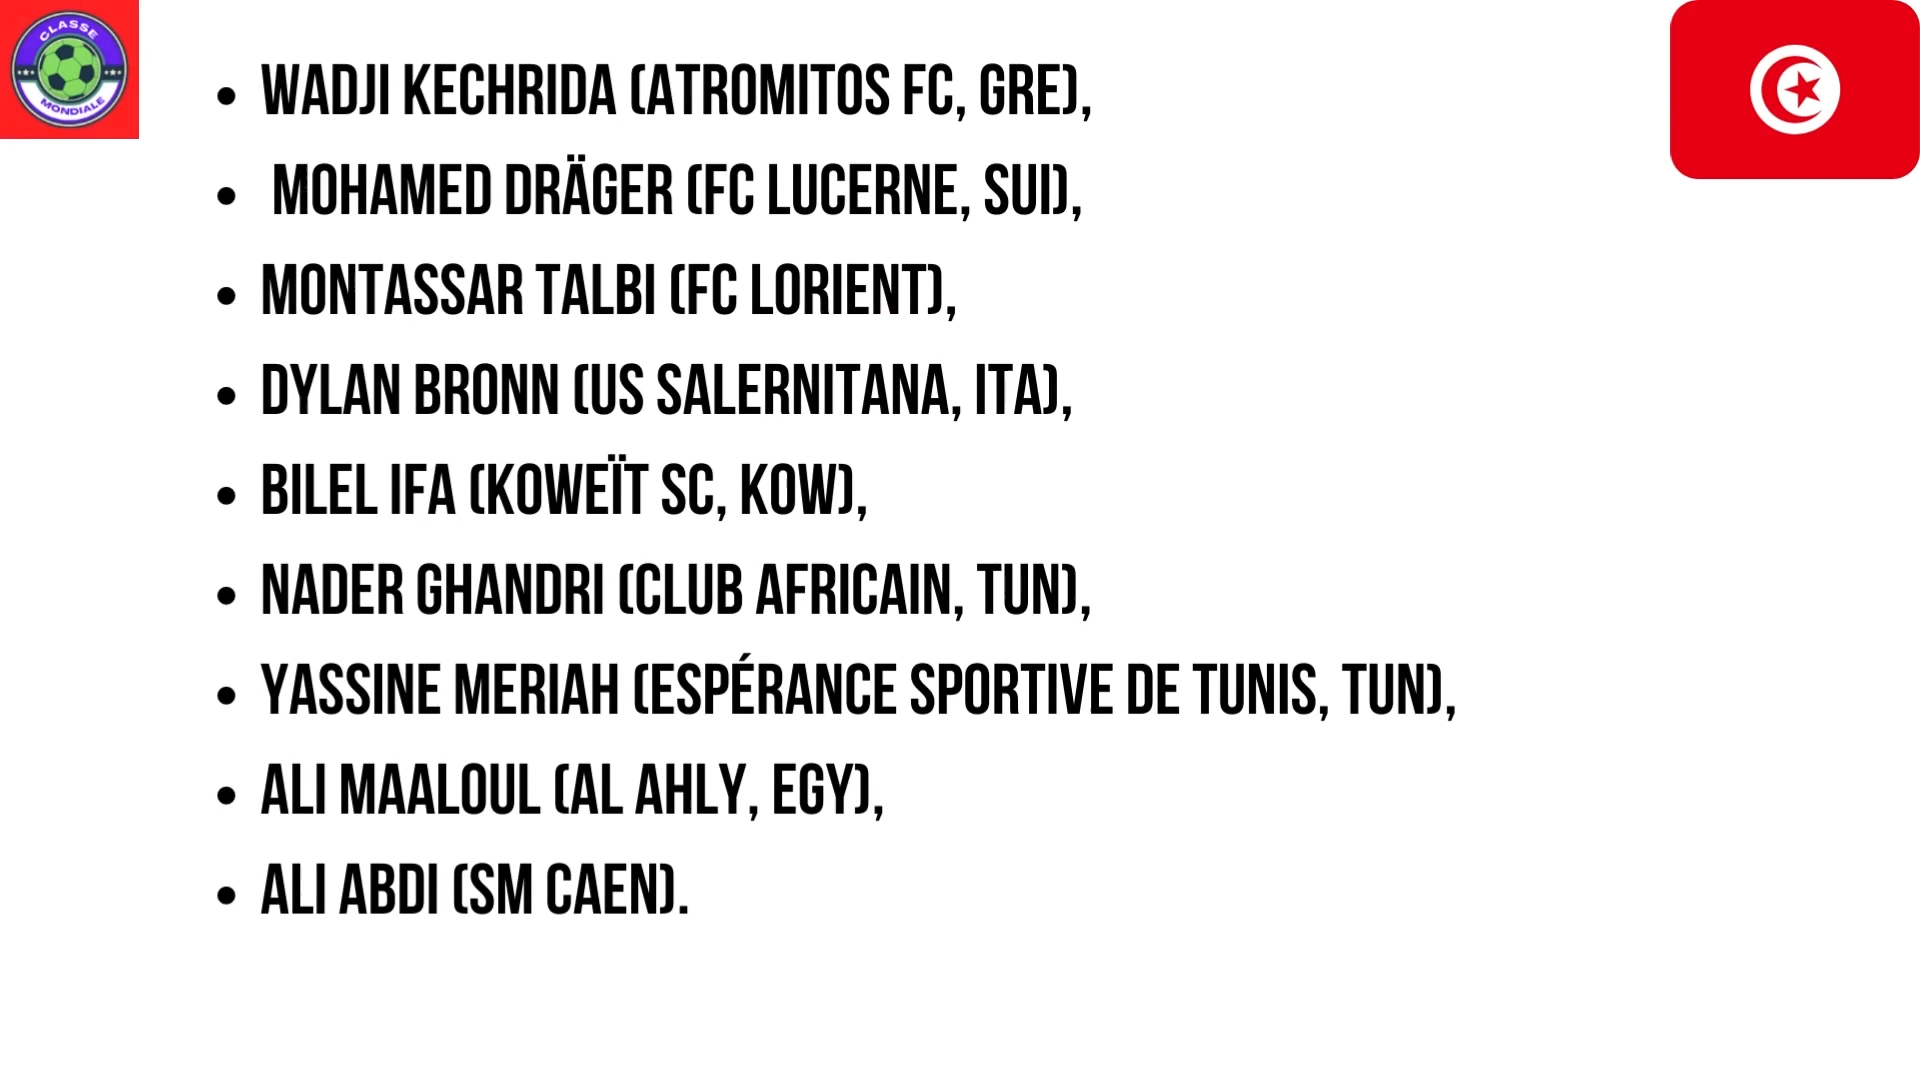 CLASSE
MONDIALE
• WADJI KECHRIDA (ATROMITOS FC, GRE),
• MOHAMED DRÄGER (FC LUCERNE, SUI),
• MONTASSAR TALBI (FC LORIENT),
• DYLAN BRONN (US SALERNITANA, ITA),
• BILEL IFA (KOWEÏT SC, KOW),
• NADER GHANDRI (CLUB AFRICAIN, TUN),
• YASSINE MERIAH (ESPÉRANCE SPORTIVE DE TUNIS, TUN),
• ALI MAALOUL (AL AHLY, EGY),
• ALI ABDI (SM CAEN).